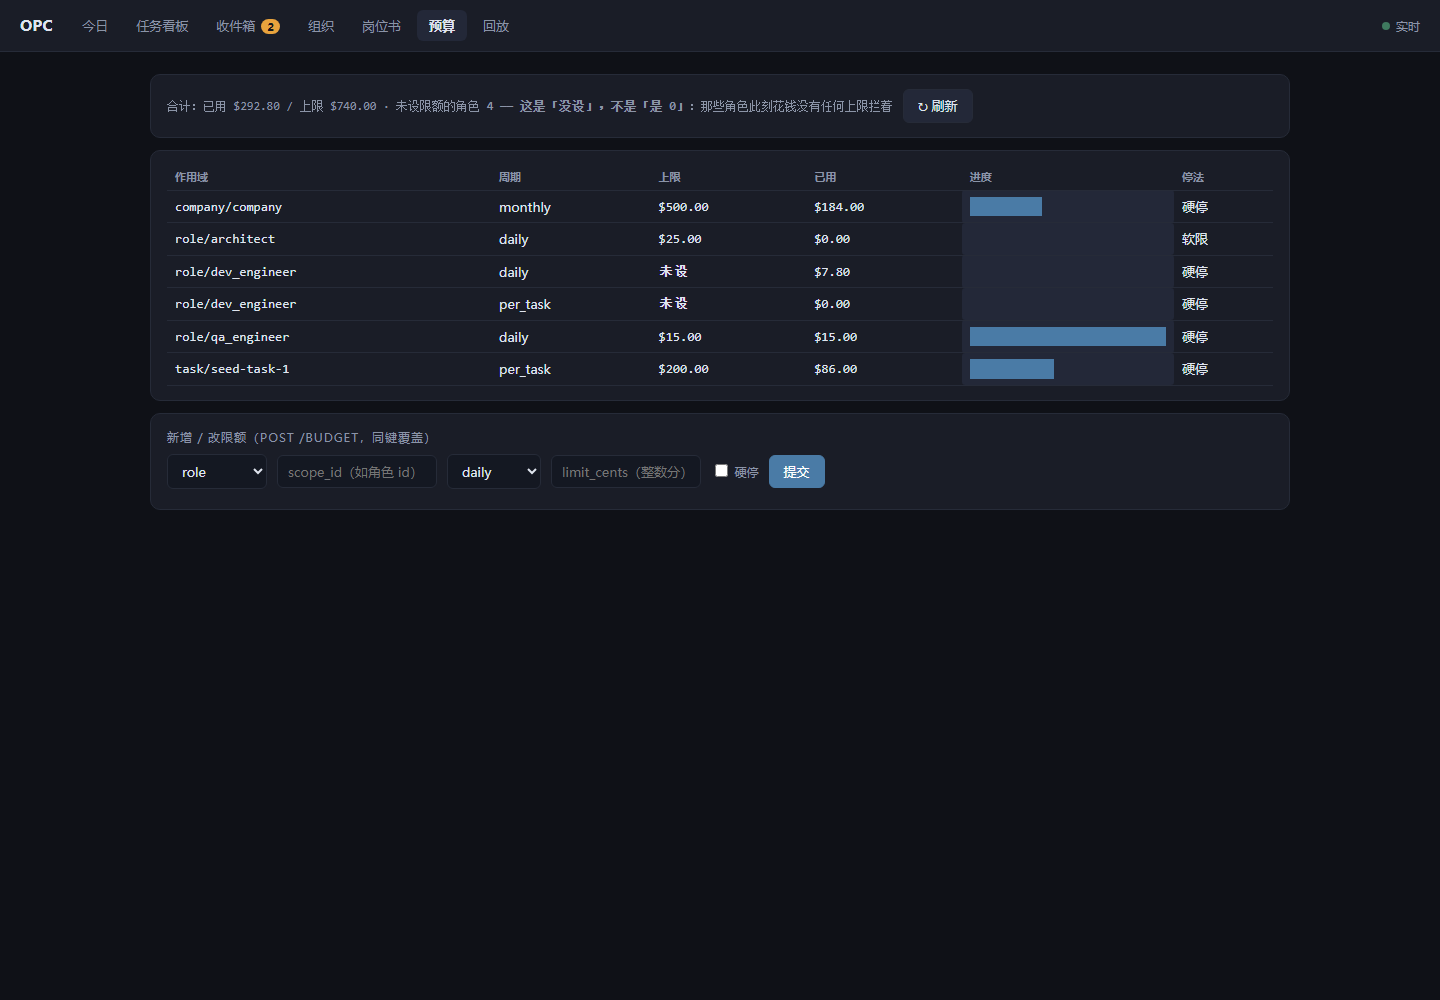 OPC 今日 任务看板 收件箱 2 组织 岗位书 预算 回放 实时
合计：已用 $292.80 / 上限 $740.00 · 未设限额的角色 4 — 这是「没设」，不是「是 0」：那些角色此刻花钱没有任何上限拦着 ↻ 刷新
作用域 周期 上限 已用 进度 停法
company/company monthly $500.00 $184.00 硬停
role/architect daily $25.00 $0.00 软限
role/dev_engineer daily 未设 $7.80 硬停
role/dev_engineer per_task 未设 $0.00 硬停
role/qa_engineer daily $15.00 $15.00 硬停
task/seed-task-1 per_task $200.00 $86.00 硬停
新增 / 改限额（POST /BUDGET，同键覆盖）
role scope_id（如角色 id） daily limit_cents（整数分） 硬停 提交